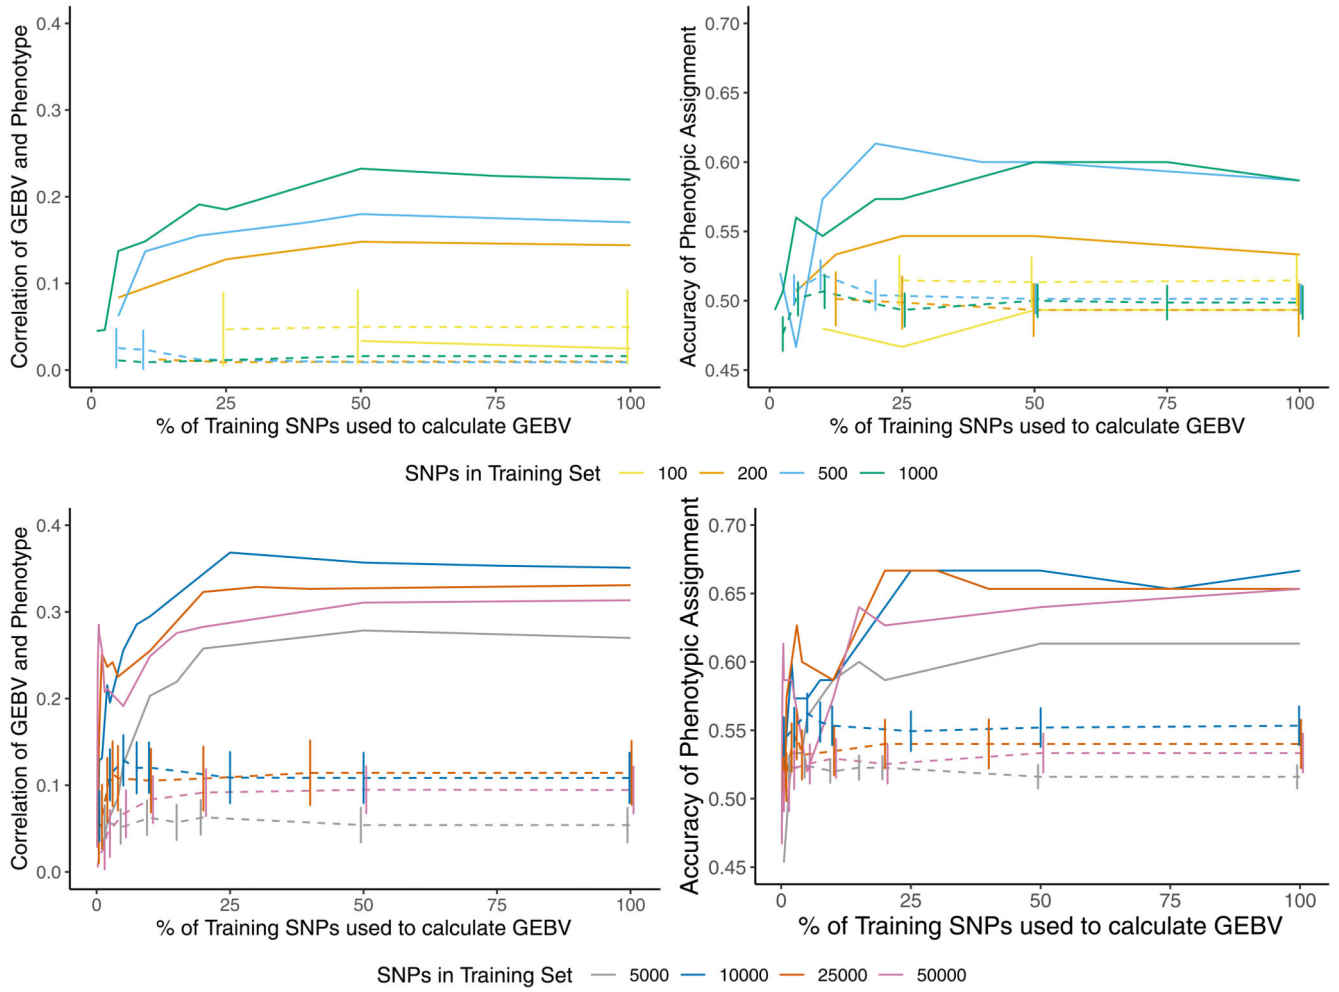 Correlation of GEBV and Phenotype
0.4
0.3
0.2
0.1
0.0
0 25 50 75 100
% of Training SNPs used to calculate GEBV
Accuracy of Phenotypic Assignment
0.70
0.65
0.60
0.55
0.50
0.45
0 25 50 75 100
% of Training SNPs used to calculate GEBV
SNPs in Training Set 100 200 500 1000
Correlation of GEBV and Phenotype
0.4
0.3
0.2
0.1
0.0
0 25 50 75 100
% of Training SNPs used to calculate GEBV
Accuracy of Phenotypic Assignment
0.70
0.65
0.60
0.55
0.50
0.45
0 25 50 75 100
% of Training SNPs used to calculate GEBV
SNPs in Training Set 5000 10000 25000 50000